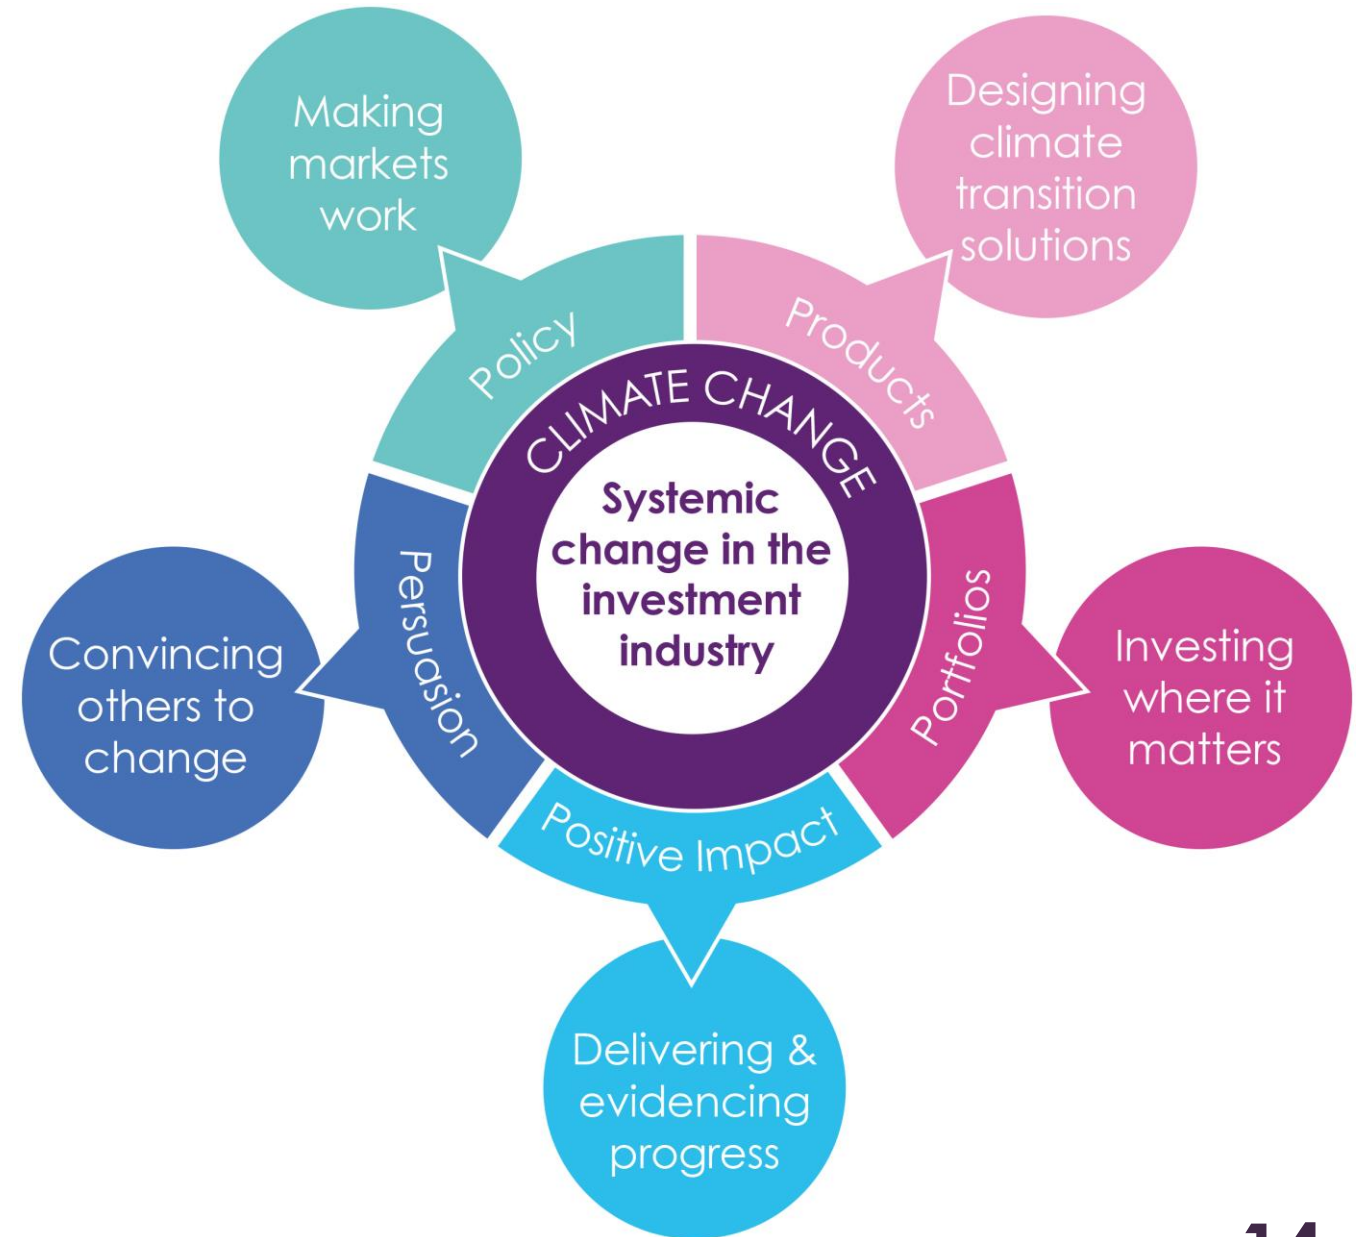 Making
markets
work
Designing
climate
transition
solutions
Policy
Products
CLIMATE CHANGE
Systemic
change in the
investment
industry
Persuasion
Portfolios
Convincing
others to
change
Investing
where it
matters
Positive Impact
Delivering &
evidencing
progress
14